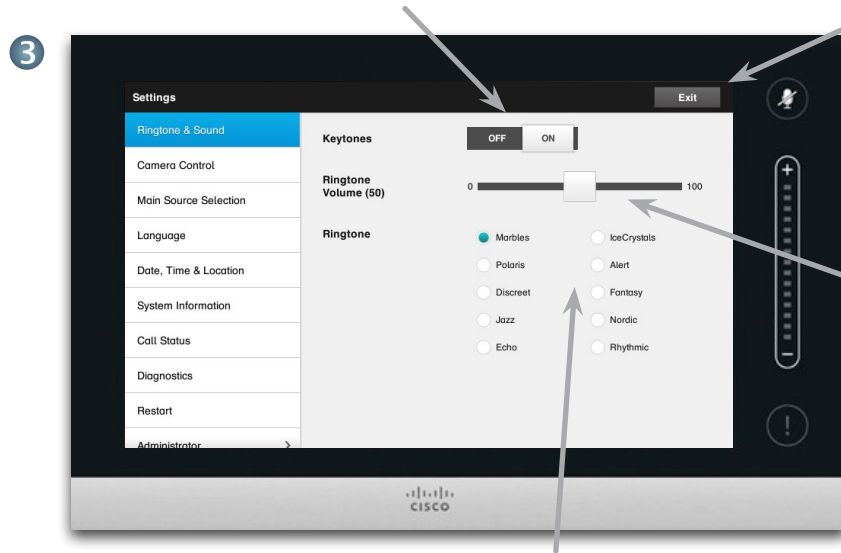 3
Settings
Exit
Ringtone & Sound
Camera Control
Main Source Selection
Language
Date, Time & Location
System Information
Call Status
Diagnostics
Restart
Administrator >
Keytones
OFF ON
Ringtone
Volume (50)
0 100
Ringtone
Marbles IceCrystals
Polaris Alert
Discreet Fantasy
Jazz Nordic
Echo Rhythmic
+
–
!
CISCO